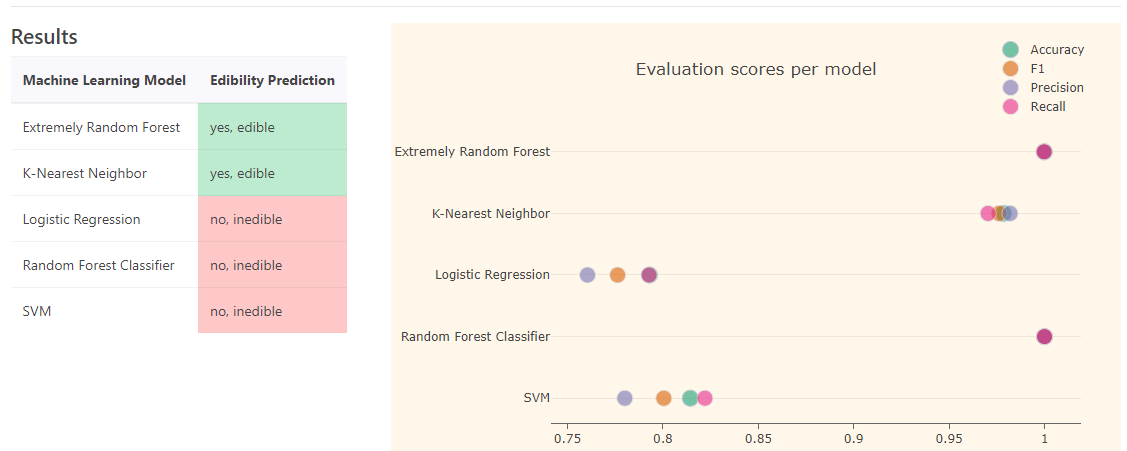 Results
Machine Learning Model Edibility Prediction
Extremely Random Forest yes, edible
K-Nearest Neighbor yes, edible
Logistic Regression no, inedible
Random Forest Classifier no, inedible
SVM no, inedible
Evaluation scores per model
Accuracy
F1
Precision
Recall
Extremely Random Forest
K-Nearest Neighbor
Logistic Regression
Random Forest Classifier
SVM
0.75 0.8 0.85 0.9 0.95 1